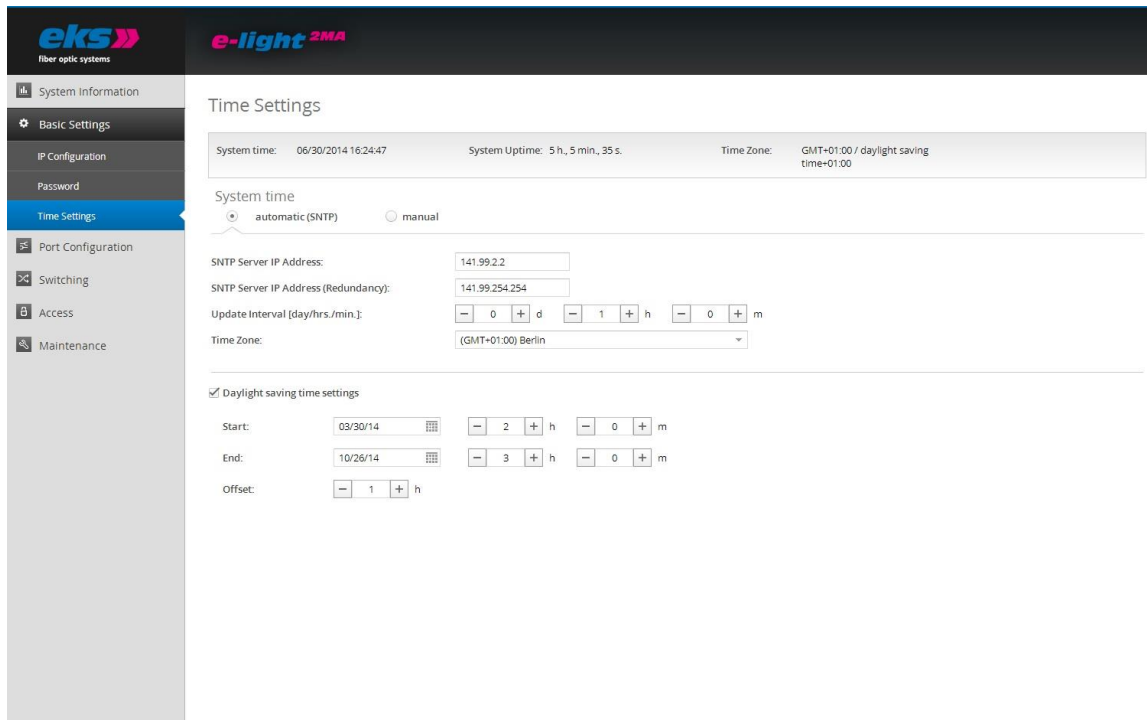 eks
fiber optic systems
e-light 2MA
System Information
Basic Settings
IP Configuration
Password
Time Settings
Port Configuration
Switching
Access
Maintenance
Time Settings
System time: 06/30/2014 16:24:47 System Uptime: 5 h., 5 min., 35 s. Time Zone: GMT+01:00 / daylight saving
time+01:00
System time
automatic (SNTP) manual
SNTP Server IP Address: 141.99.2.2
SNTP Server IP Address (Redundancy): 141.99.254.254
Update Interval [day/hrs./min.]: − 0 + d − 1 + h − 0 + m
Time Zone: (GMT+01:00) Berlin
Daylight saving time settings
Start: 03/30/14 − 2 + h − 0 + m
End: 10/26/14 − 3 + h − 0 + m
Offset: − 1 + h